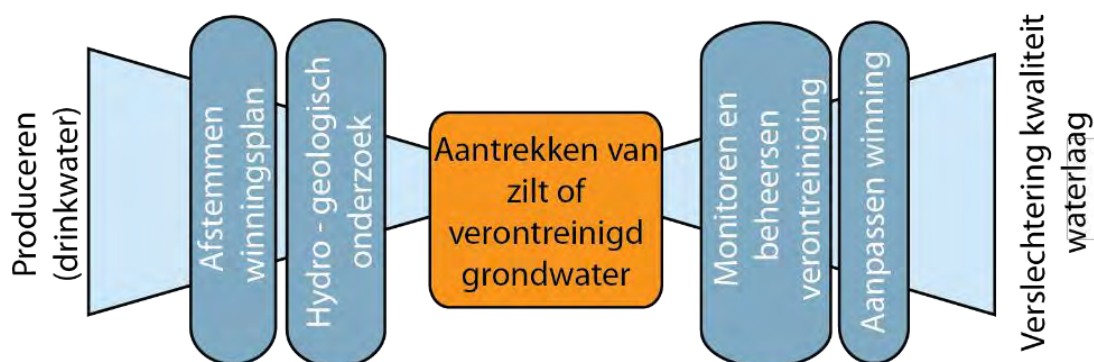 Produceren
(drinkwater)
Afstemmen
winningsplan
Hydro - geologisch
onderzoek
Aantrekken van
zilt of
verontreinigd
grondwater
Monitoren en
beheersen
verontreiniging
Aanpassen winning
Verslechtering kwaliteit
waterlaag